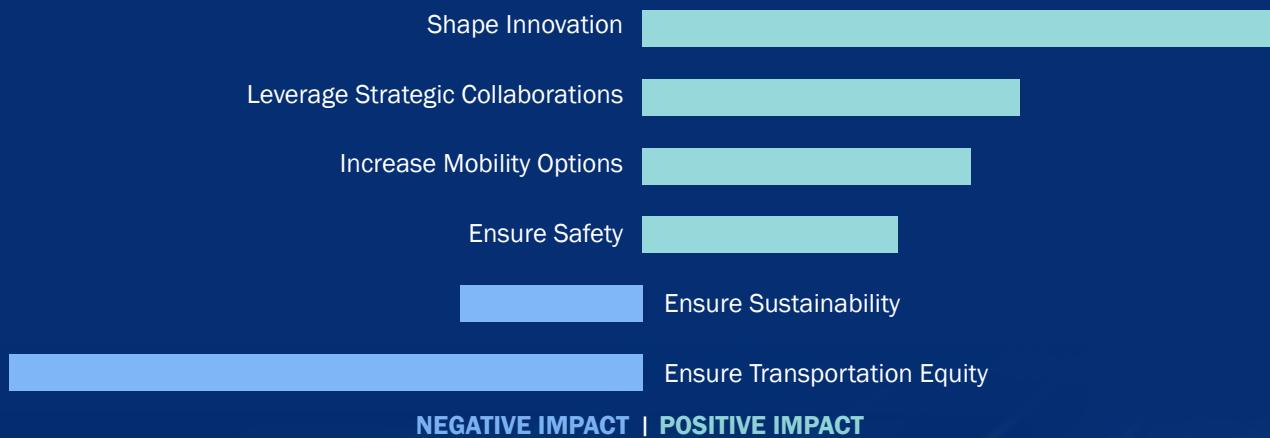 Shape Innovation
Leverage Strategic Collaborations
Increase Mobility Options
Ensure Safety
Ensure Sustainability
Ensure Transportation Equity
NEGATIVE IMPACT | POSITIVE IMPACT